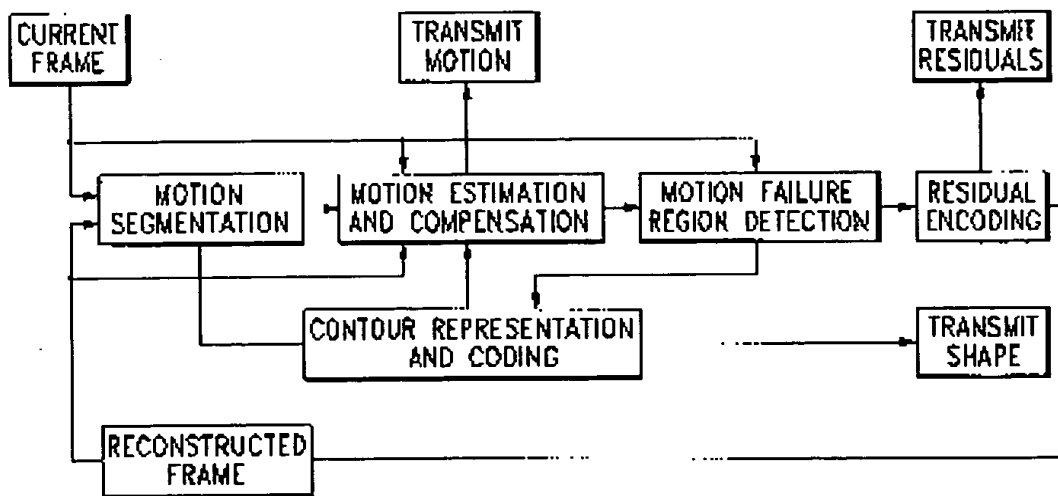 CURRENT
FRAME
TRANSMIT
MOTION
TRANSMIT
RESIDUALS
MOTION
SEGMENTATION
MOTION ESTIMATION
AND COMPENSATION
MOTION FAILURE
REGION DETECTION
RESIDUAL
ENCODING
CONTOUR REPRESENTATION
AND CODING
TRANSMIT
SHAPE
RECONSTRUCTED
FRAME